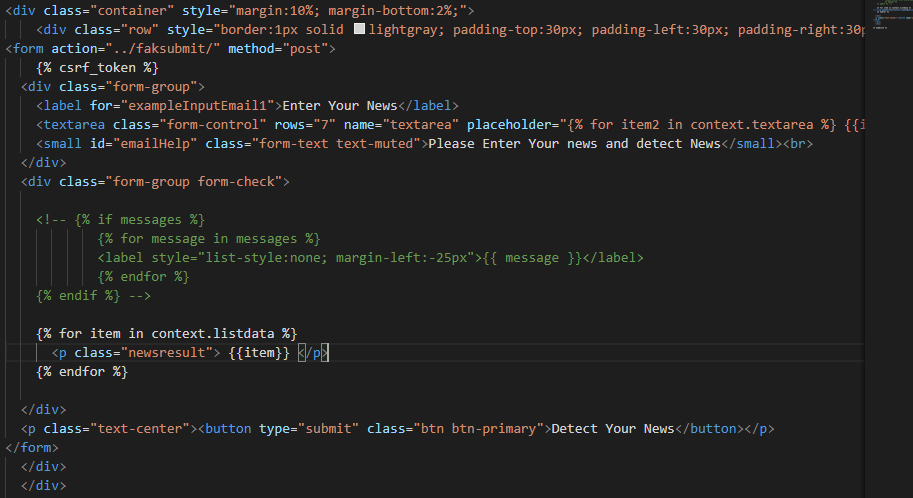 <div class="container" style="margin:10%; margin-bottom:2%;">
<div class="row" style="border:1px solid lightgray; padding-top:30px; padding-left:30px; padding-right:30p
<form action="../faksubmit/" method="post">
{% csrf_token %}
<div class="form-group">
<label for="exampleInputEmail1">Enter Your News</label>
<textarea class="form-control" rows="7" name="textarea" placeholder="{% for item2 in context.textarea %} {{i
<small id="emailHelp" class="form-text text-muted">Please Enter Your news and detect News</small><br>
</div>
<div class="form-group form-check">
<!-- {% if messages %}
{% for message in messages %}
<label style="list-style:none; margin-left:-25px">{{ message }}</label>
{% endfor %}
{% endif %} -->
{% for item in context.listdata %}
<p class="newsresult"> {{item}} </p>
{% endfor %}
</div>
<p class="text-center"><button type="submit" class="btn btn-primary">Detect Your News</button></p>
</form>
</div>
</div>